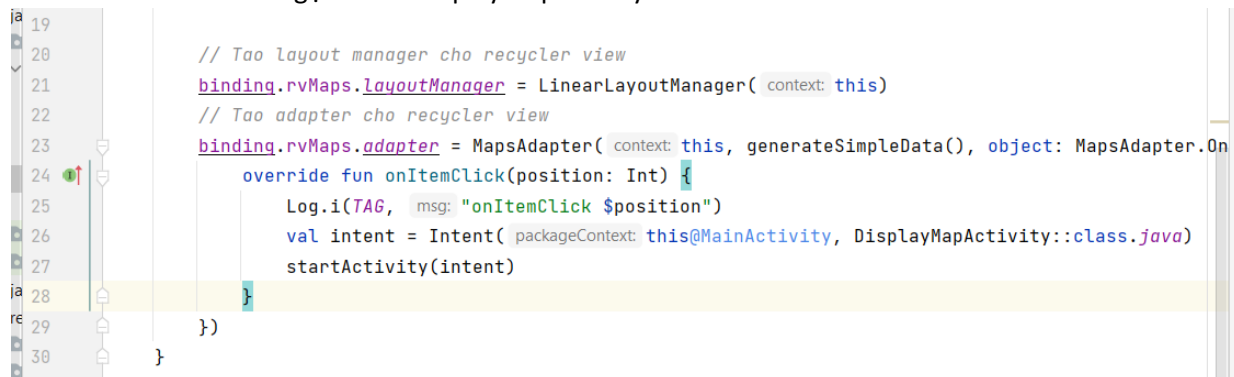 19
20 // Tao layout manager cho recycler view
21 binding.rvMaps.layoutManager = LinearLayoutManager( context: this)
22 // Tao adapter cho recycler view
23 binding.rvMaps.adapter = MapsAdapter( context: this, generateSimpleData(), object: MapsAdapter.On
24 override fun onItemClick(position: Int) {
25 Log.i(TAG, msg: "onItemClick $position")
26 val intent = Intent( packageContext: this@MainActivity, DisplayMapActivity::class.java)
27 startActivity(intent)
ja 28 }
re 29 })
30 }